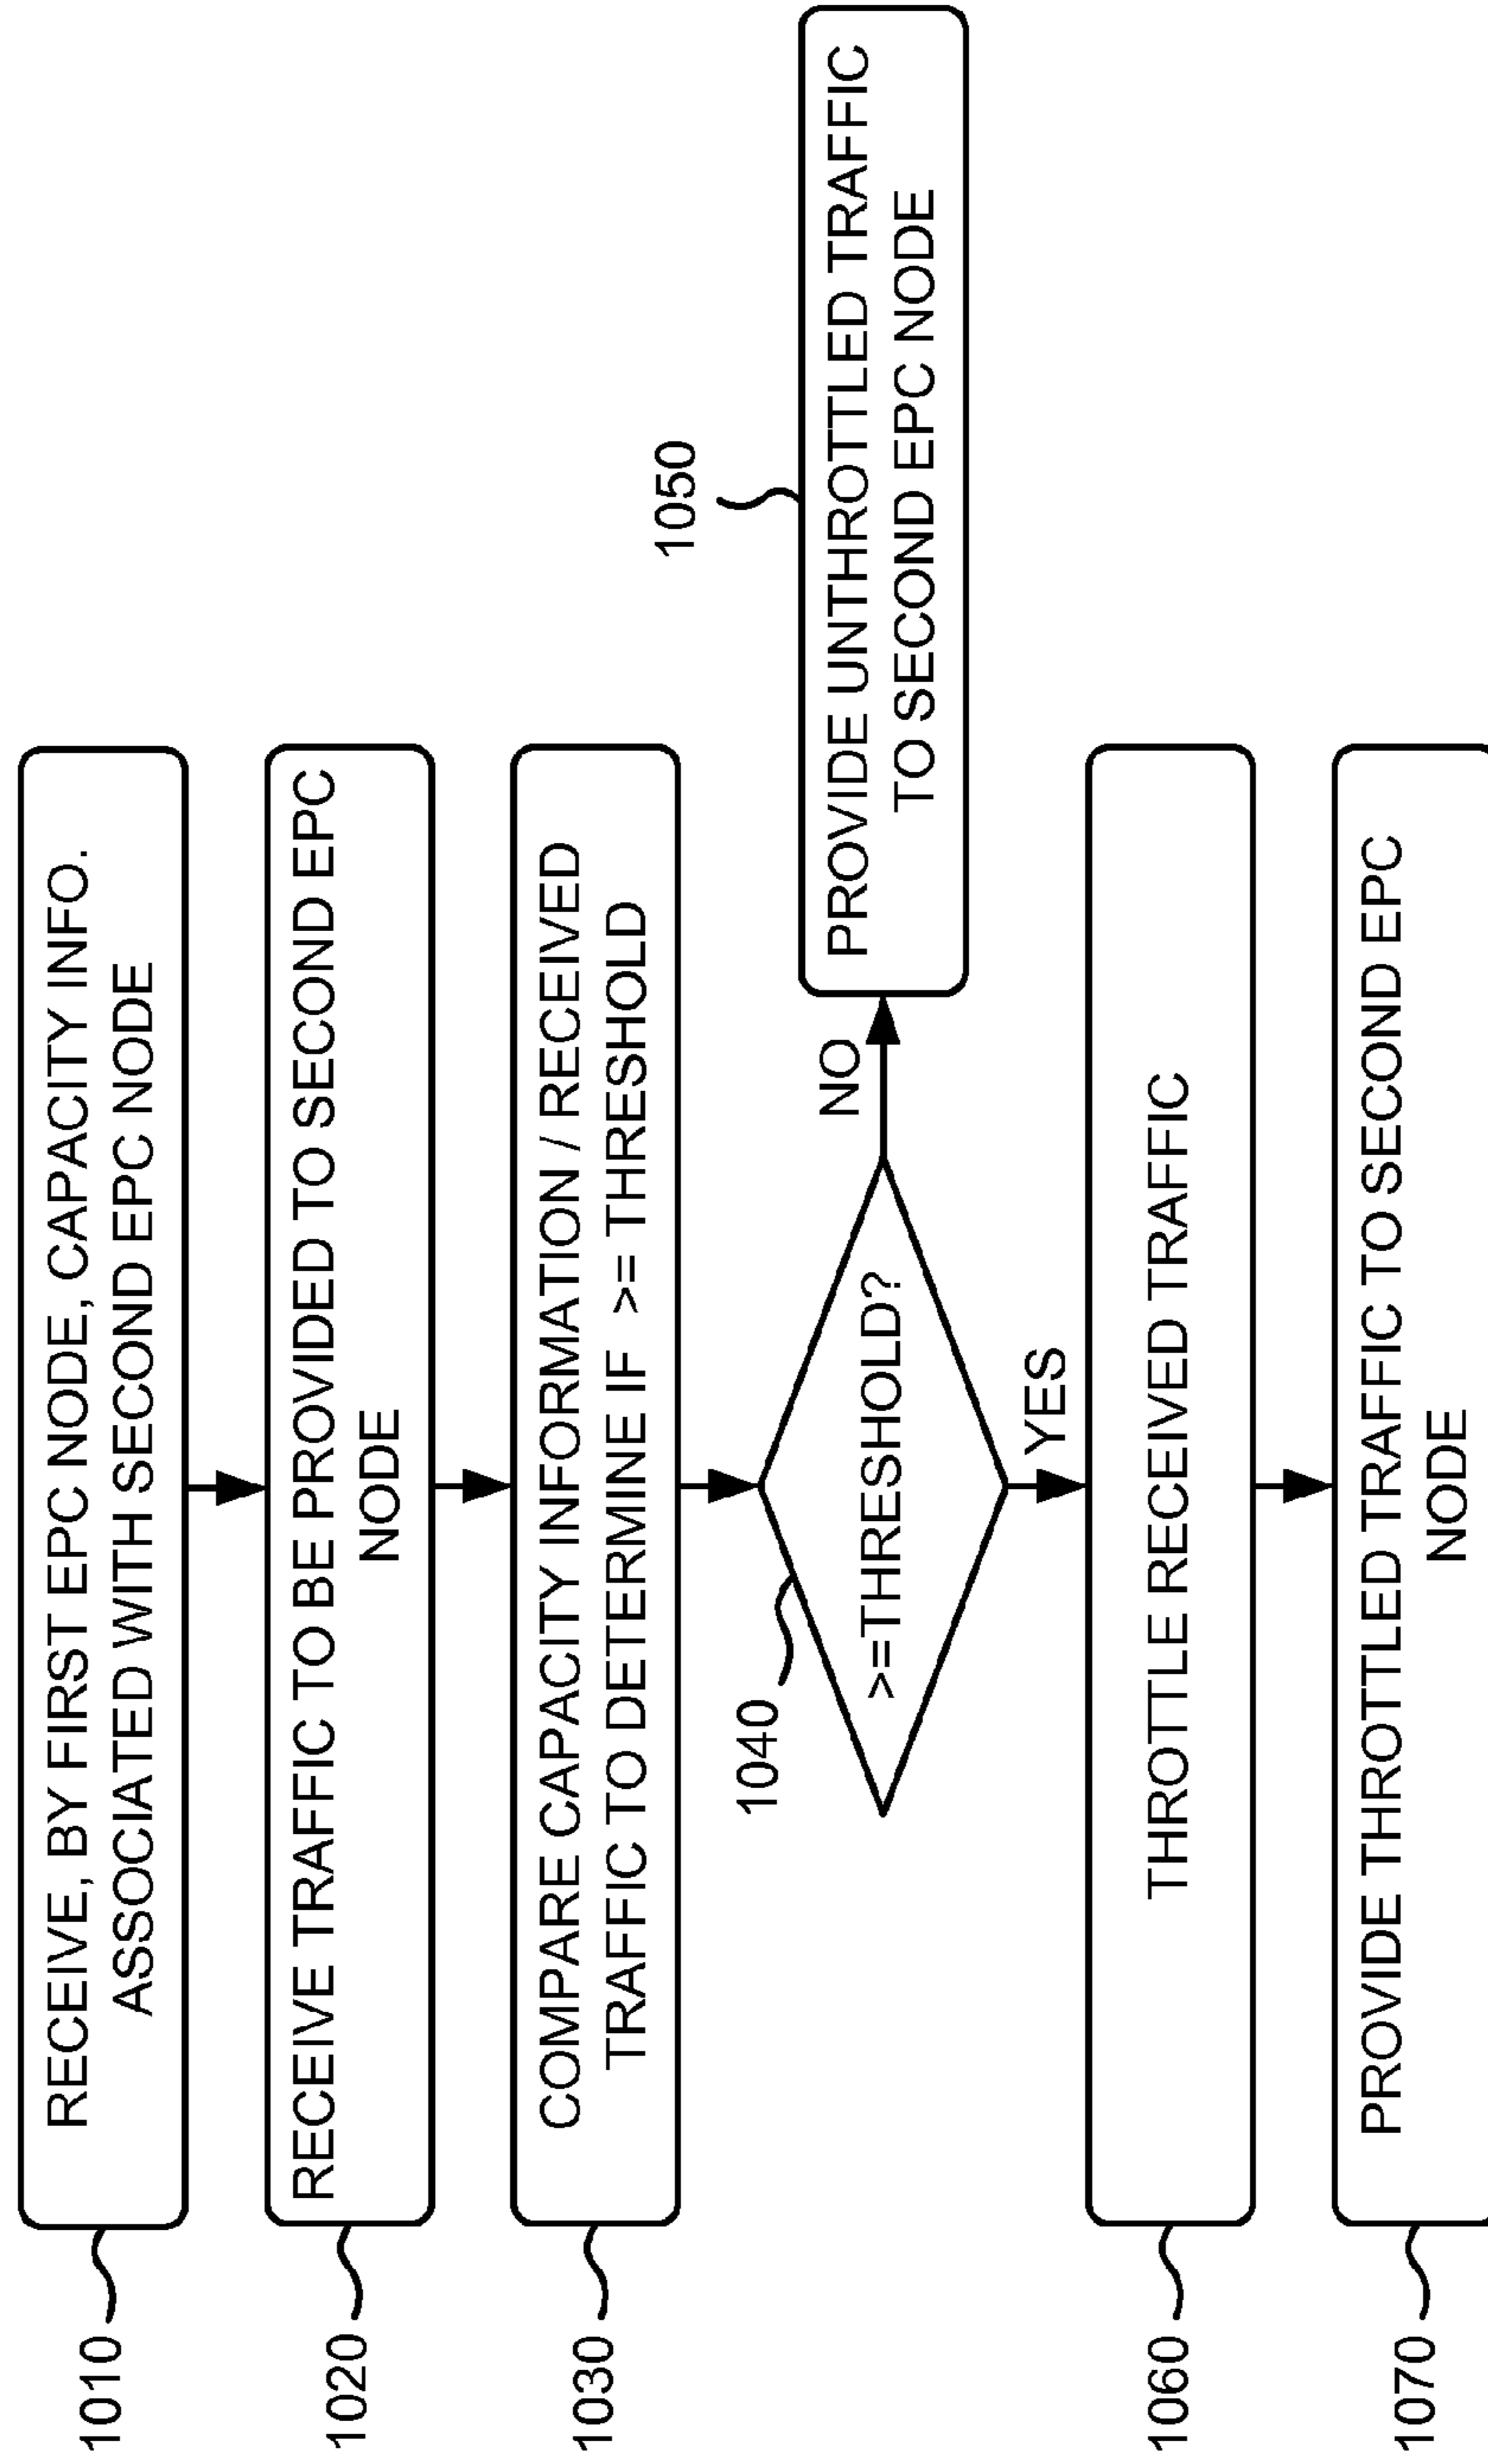 1010
RECEIVE, BY FIRST EPC NODE, CAPACITY INFO.
ASSOCIATED WITH SECOND EPC NODE
1020
RECEIVE TRAFFIC TO BE PROVIDED TO SECOND EPC
NODE
1030
COMPARE CAPACITY INFORMATION / RECEIVED
TRAFFIC TO DETERMINE IF >= THRESHOLD
1040
>=THRESHOLD?
NO
1050
PROVIDE UNTHROTTLED TRAFFIC
TO SECOND EPC NODE
YES
1060
THROTTLE RECEIVED TRAFFIC
1070
PROVIDE THROTTLED TRAFFIC TO SECOND EPC
NODE